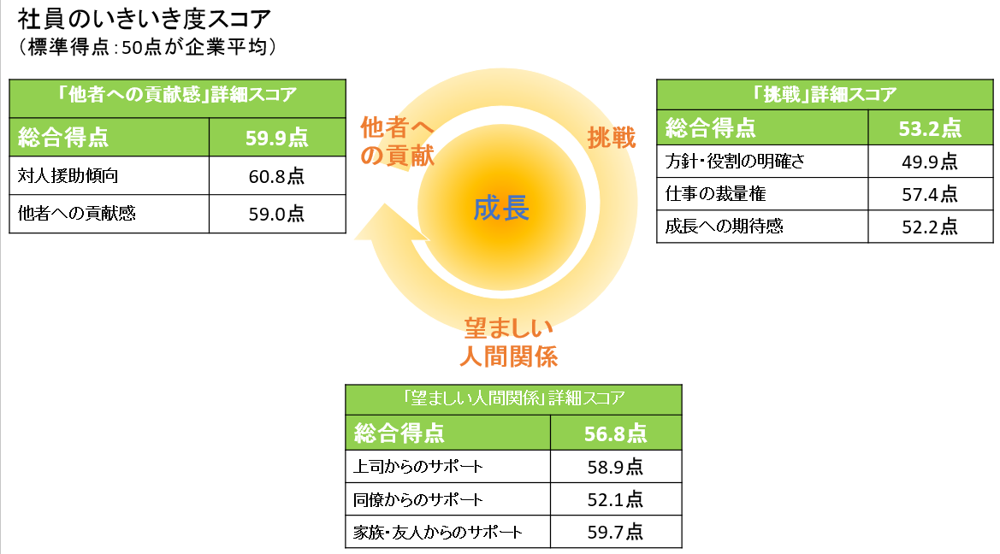 社員のいきいき度スコア
（標準得点：50点が企業平均）
「他者への貢献感」詳細スコア
総合得点 59.9点
対人援助傾向 60.8点
他者への貢献感 59.0点
他者へ
の貢献
挑戦
成長
望ましい
人間関係
「挑戦」詳細スコア
総合得点 53.2点
方針・役割の明確さ 49.9点
仕事の裁量権 57.4点
成長への期待感 52.2点
「望ましい人間関係」詳細スコア
総合得点 56.8点
上司からのサポート 58.9点
同僚からのサポート 52.1点
家族・友人からのサポート 59.7点